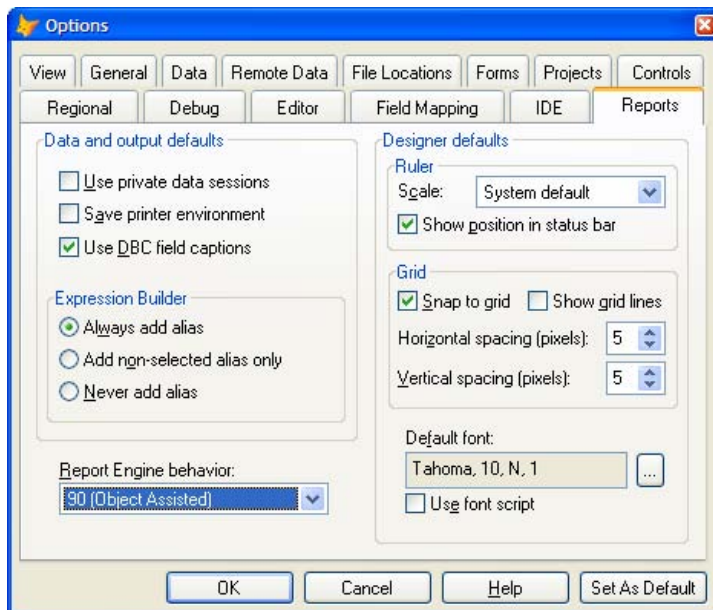 Options
View General Data Remote Data File Locations Forms Projects Controls
Regional Debug Editor Field Mapping IDE Reports
Data and output defaults
Use private data sessions
Save printer environment
Use DBC field captions
Expression Builder
Always add alias
Add non-selected alias only
Never add alias
Report Engine behavior:
90 (Object Assisted)
Designer defaults
Ruler
Scale: System default
Show position in status bar
Grid
Snap to grid Show grid lines
Horizontal spacing (pixels): 5
Vertical spacing (pixels): 5
Default font:
Tahoma, 10, N, 1 ...
Use font script
OK Cancel Help Set As Default